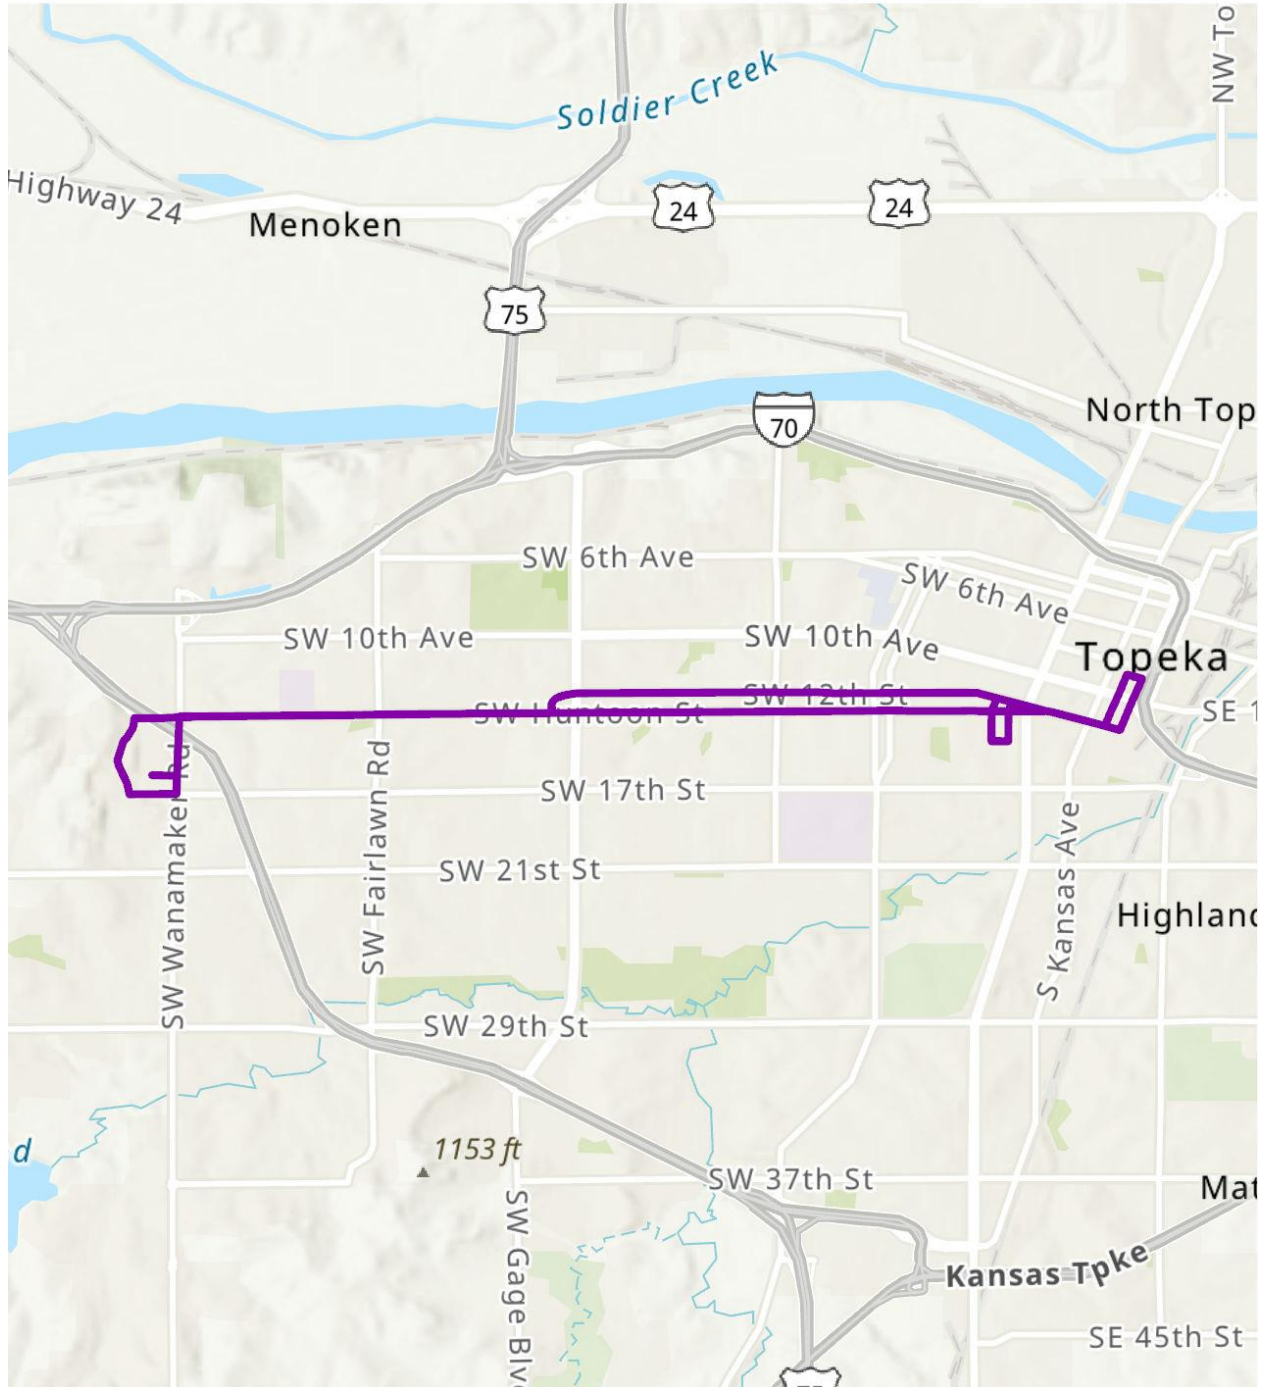 NW To
Soldier Creek
Highway 24
24
24
Menoken
75
North Top
70
SW 6th Ave
SW 6th Ave
SW 10th Ave
SW 10th Ave
Topeka
SW 12th St
SW Huntoon St
SE 1
SW 17th St
SW Wanamaker Rd
SW Fairlawn Rd
SW 21st St
S Kansas Ave
Highland
SW 29th St
d
1153 ft
SW 37th St
Mat
SW Gage Blv
Kansas Tpke
SE 45th St